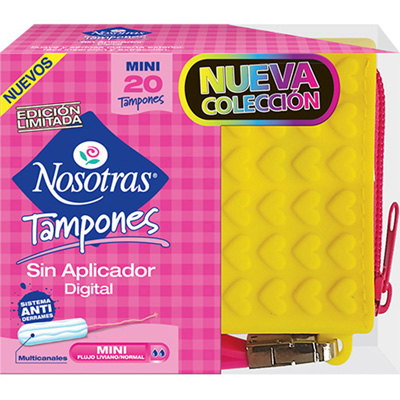 NUEVOS
MINI
20
Tampones
NUEVA
COLECCIÓN
EDICIÓN
LIMITADA
Nosotras®
Tampones
Sin Aplicador
Digital
SISTEMA
ANTI
DERRAMES
Multicanales
MINI
FLUJO LIVIANO/NORMAL